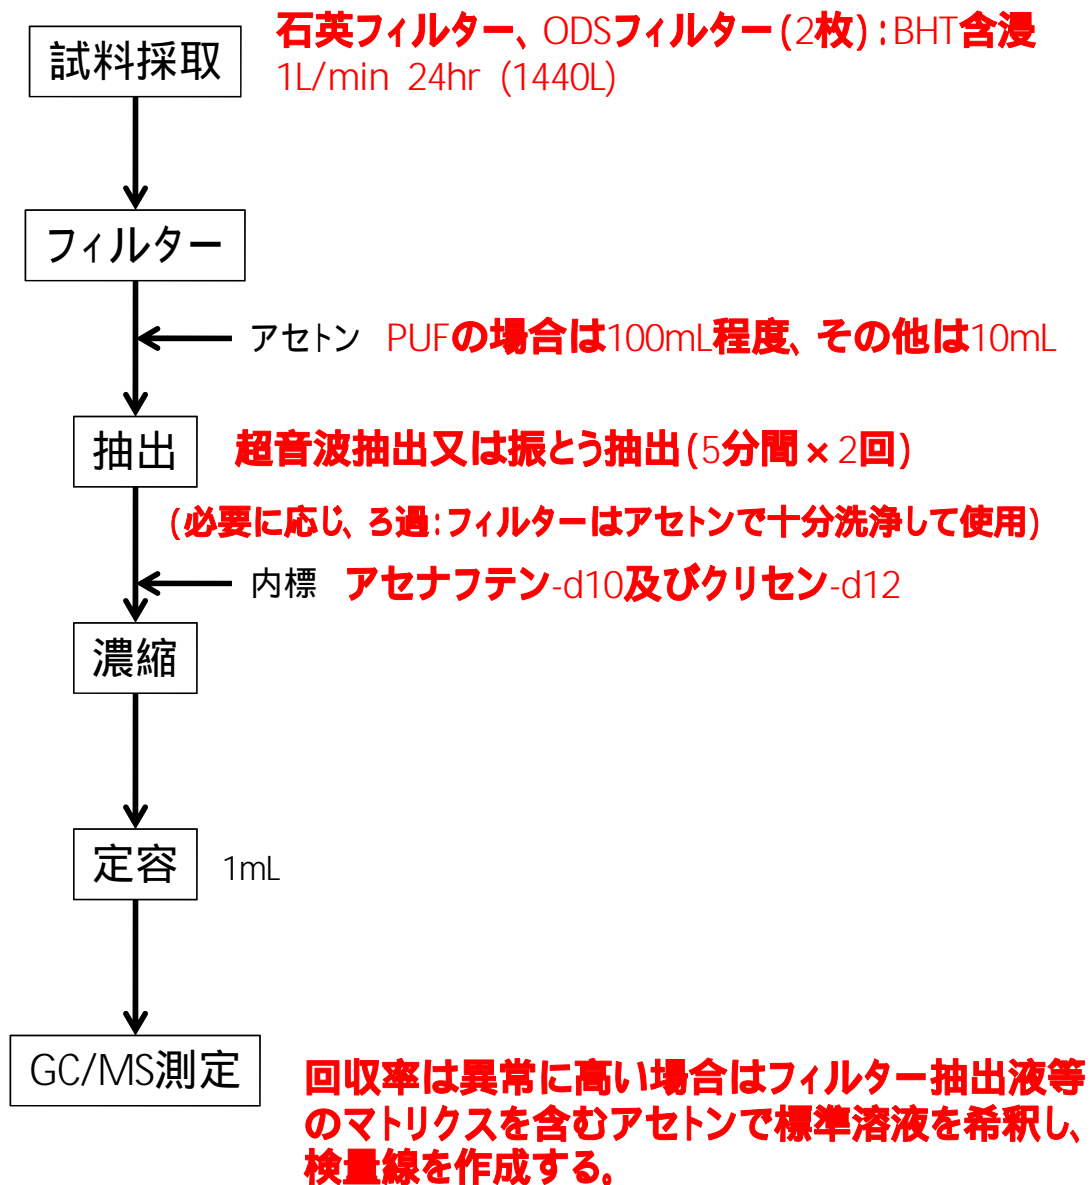 試料採取
石英フィルター、ODSフィルター(2枚):BHT含浸
1L/min 24hr (1440L)
フィルター
アセトン PUFの場合は100mL程度、その他は10mL
抽出 超音波抽出又は振とう抽出(5分間×2回)
(必要に応じ、ろ過:フィルターはアセトンで十分洗浄して使用)
内標 アセナフテン-d10及びクリセン-d12
濃縮
定容 1mL
GC/MS測定
回収率は異常に高い場合はフィルター抽出液等
のマトリクスを含むアセトンで標準溶液を希釈し、
検量線を作成する。